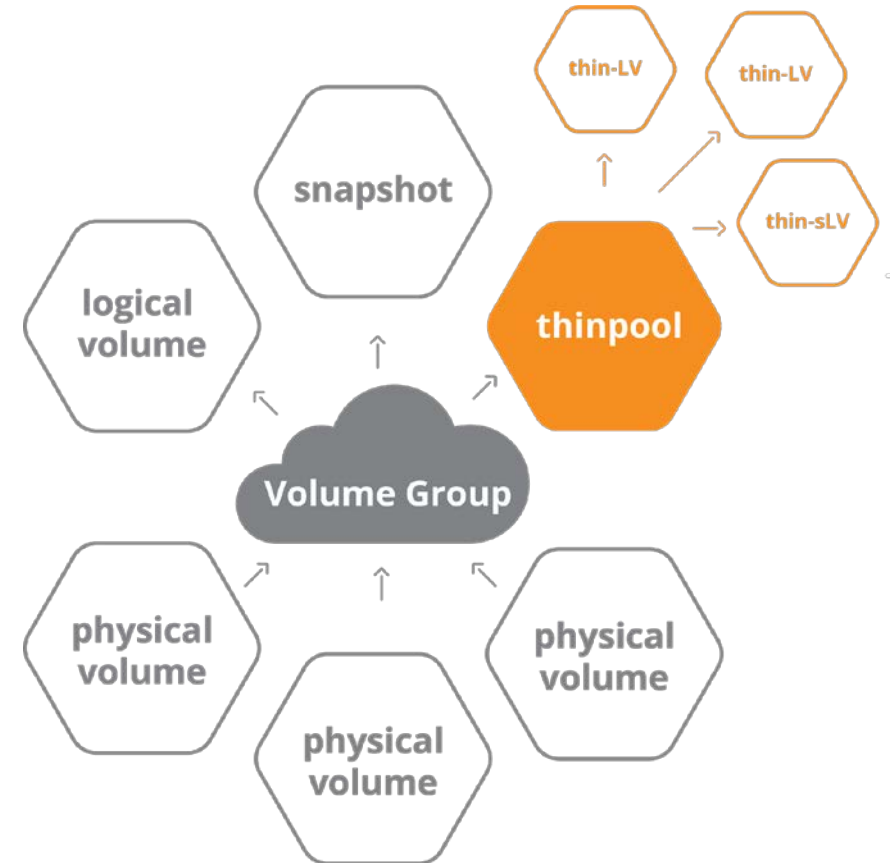 thin-LV
thin-LV
snapshot
thin-sLV
logical
volume
thinpool
Volume Group
physical
volume
physical
volume
physical
volume